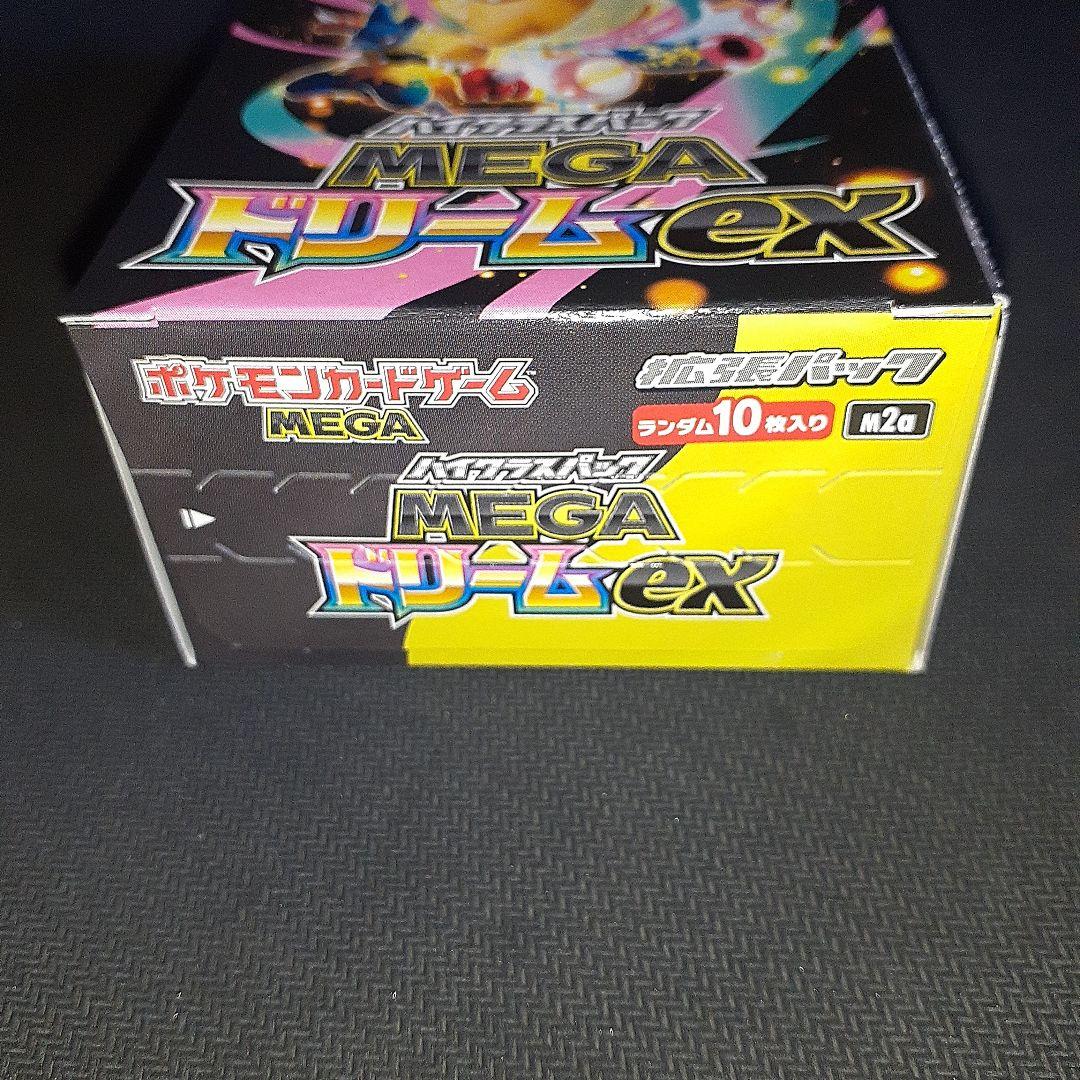 ハイクラスパック
MEGA
ドリームex
ポケモンカードゲーム
MEGA
拡張パック
ランダム10枚入り
M2a
ハイクラスパック
MEGA
ドリームex